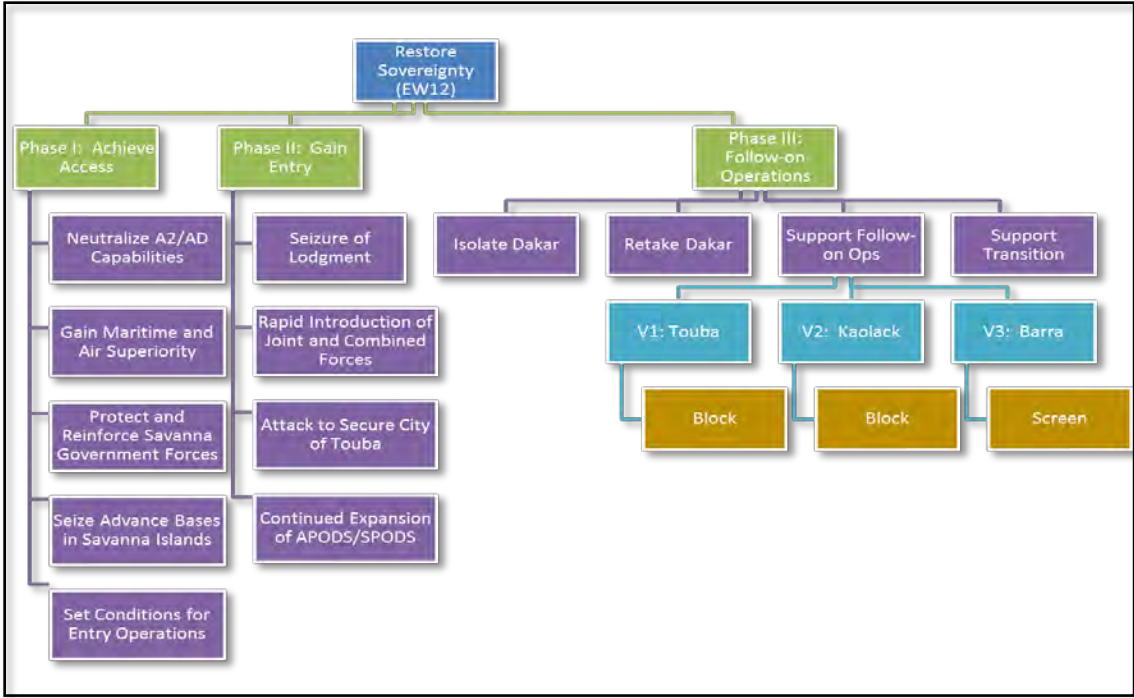 Restore
Sovereignty
(EW12)
Phase I: Achieve
Access
Phase II: Gain
Entry
Phase III:
Follow-on
Operations
Neutralize A2/AD
Capabilities
Gain Maritime and
Air Superiority
Protect and
Reinforce Savanna
Government Forces
Seize Advance Bases
in Savanna Islands
Set Conditions for
Entry Operations
Seizure of
Lodgment
Rapid Introduction of
Joint and Combined
Forces
Attack to Secure City
of Touba
Continued Expansion
of APODS/SPODS
Isolate Dakar
Retake Dakar
Support Follow-
on Ops
Support
Transition
V1: Touba
V2: Kaolack
V3: Barra
Block
Block
Screen